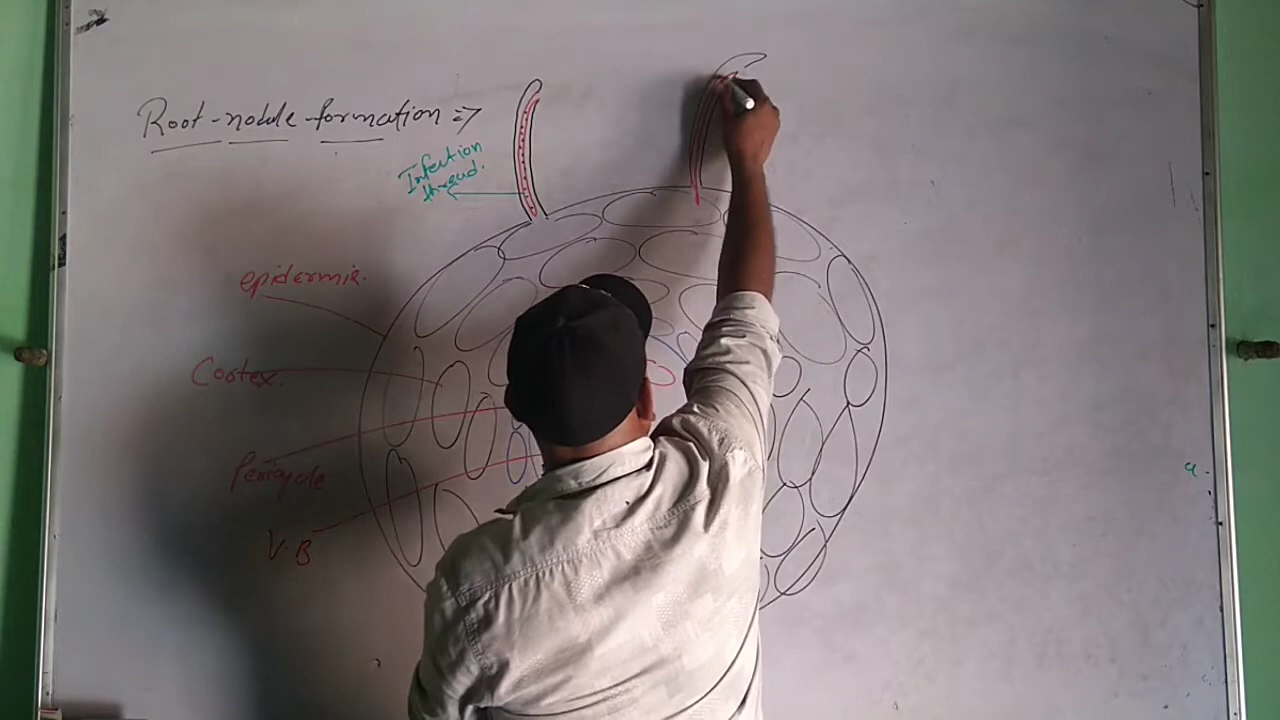 Root-nodule formation =>
Infection
thread.
epidermis.
Cortex.
Pericycle
V.B